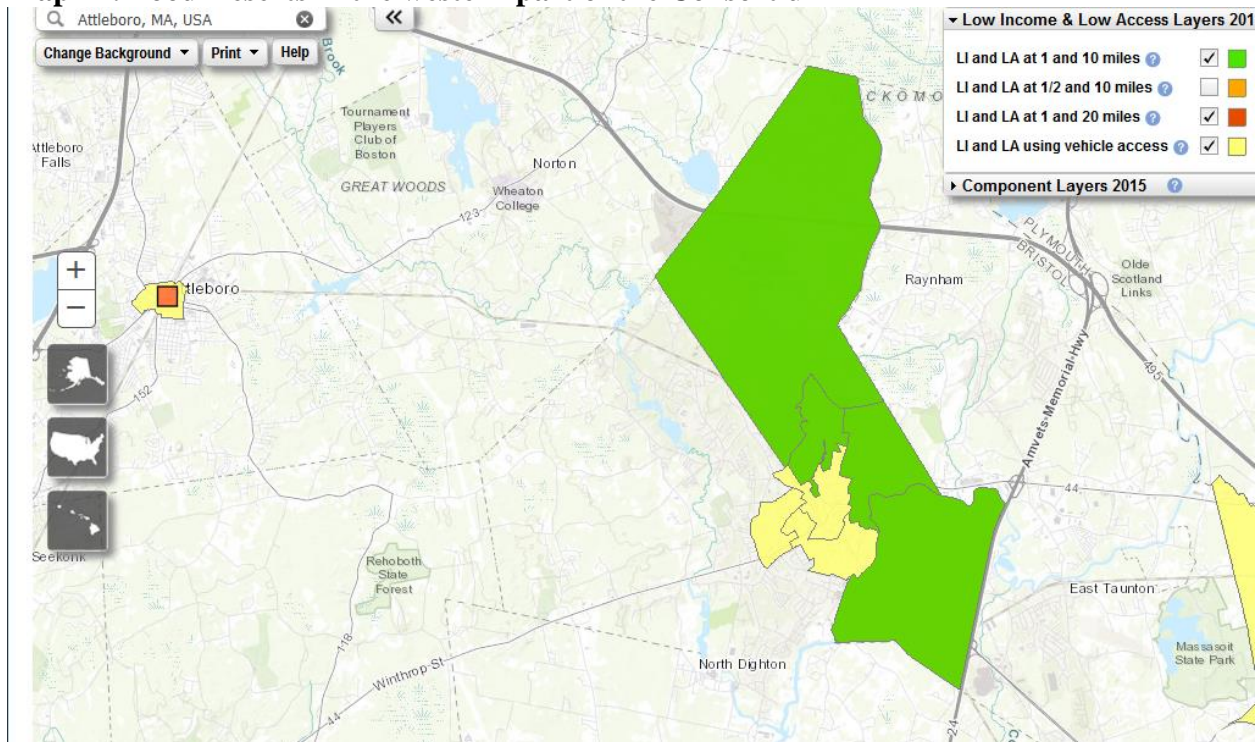 Attleboro, MA, USA
Change Background
Print
Help
Low Income & Low Access Layers 201
LI and LA at 1 and 10 miles
LI and LA at 1/2 and 10 miles
LI and LA at 1 and 20 miles
LI and LA using vehicle access
Component Layers 2015
Brook
Attleboro
Falls
Tournament
Players
Club of
Boston
GREAT WOODS
Norton
Wheaton
College
123
CKOMO
PLYMOUTH
BRISTOL
Olde
Scotland
Links
Raynham
tleboro
152
Amvets-Memorial-Hwy
495
44
Seekonk
Rehoboth
State
Forest
East Taunton
118
Winthrop St
44
North Dighton
Massasoit
State Park
24